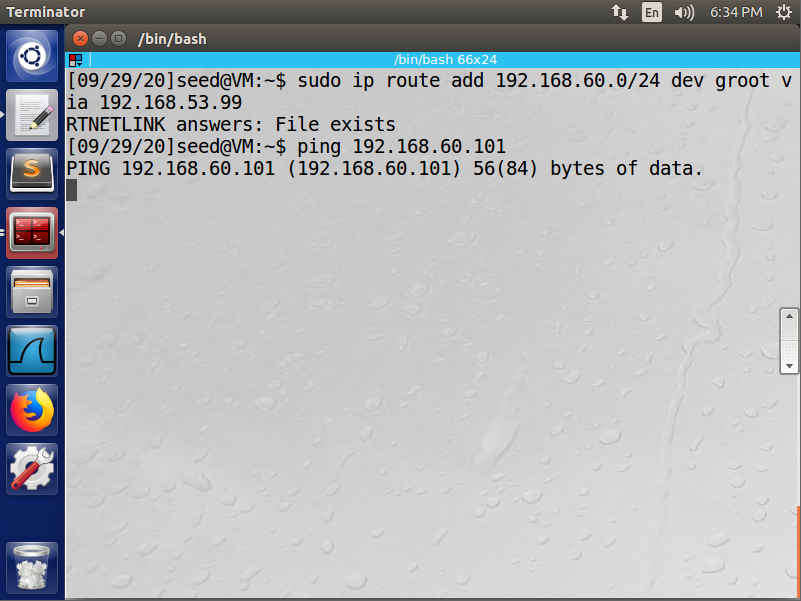 Terminator
En
6:34 PM
/bin/bash
/bin/bash 66x24
[09/29/20]seed@VM:~$ sudo ip route add 192.168.60.0/24 dev groot v
ia 192.168.53.99
RTNETLINK answers: File exists
[09/29/20]seed@VM:~$ ping 192.168.60.101
PING 192.168.60.101 (192.168.60.101) 56(84) bytes of data.